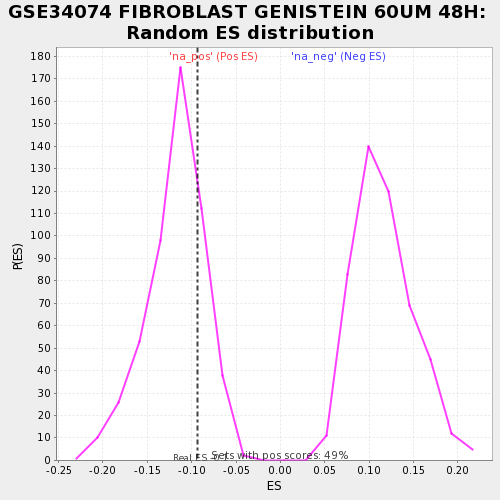 GSE34074 FIBROBLAST GENISTEIN 60UM 48H:
Random ES distribution
'na_pos' (Pos ES) 'na_neg' (Neg ES)
180
170
160
150
140
130
120
110
100
90
80
70
60
50
40
30
20
10
0
P(ES)
Real ES
Sets with pos scores: 49%
-0.25 -0.20 -0.15 -0.10 -0.05 0.00 0.05 0.10 0.15 0.20
ES